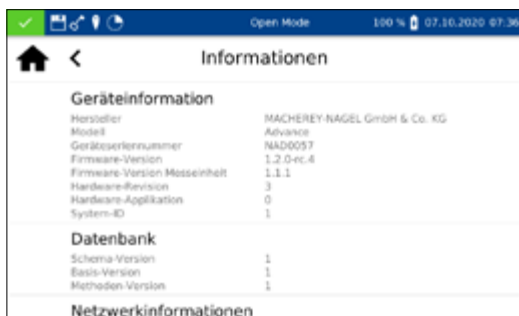 Open Mode 100 % 07.10.2020 07:36
Informationen
Geräteinformation
Hersteller MACHEREY-NAGEL GmbH & Co. KG
Modell Advance
Geräteseriennummer NAD0057
Firmware-Version 1.2.0-rc.4
Firmware-Version Messeinheit 1.1.1
Hardware-Revision 3
Hardware-Applikation 0
System-ID 1
Datenbank
Schema-Version 1
Basis-Version 1
Methoden-Version 1
Netzwerkinformationen